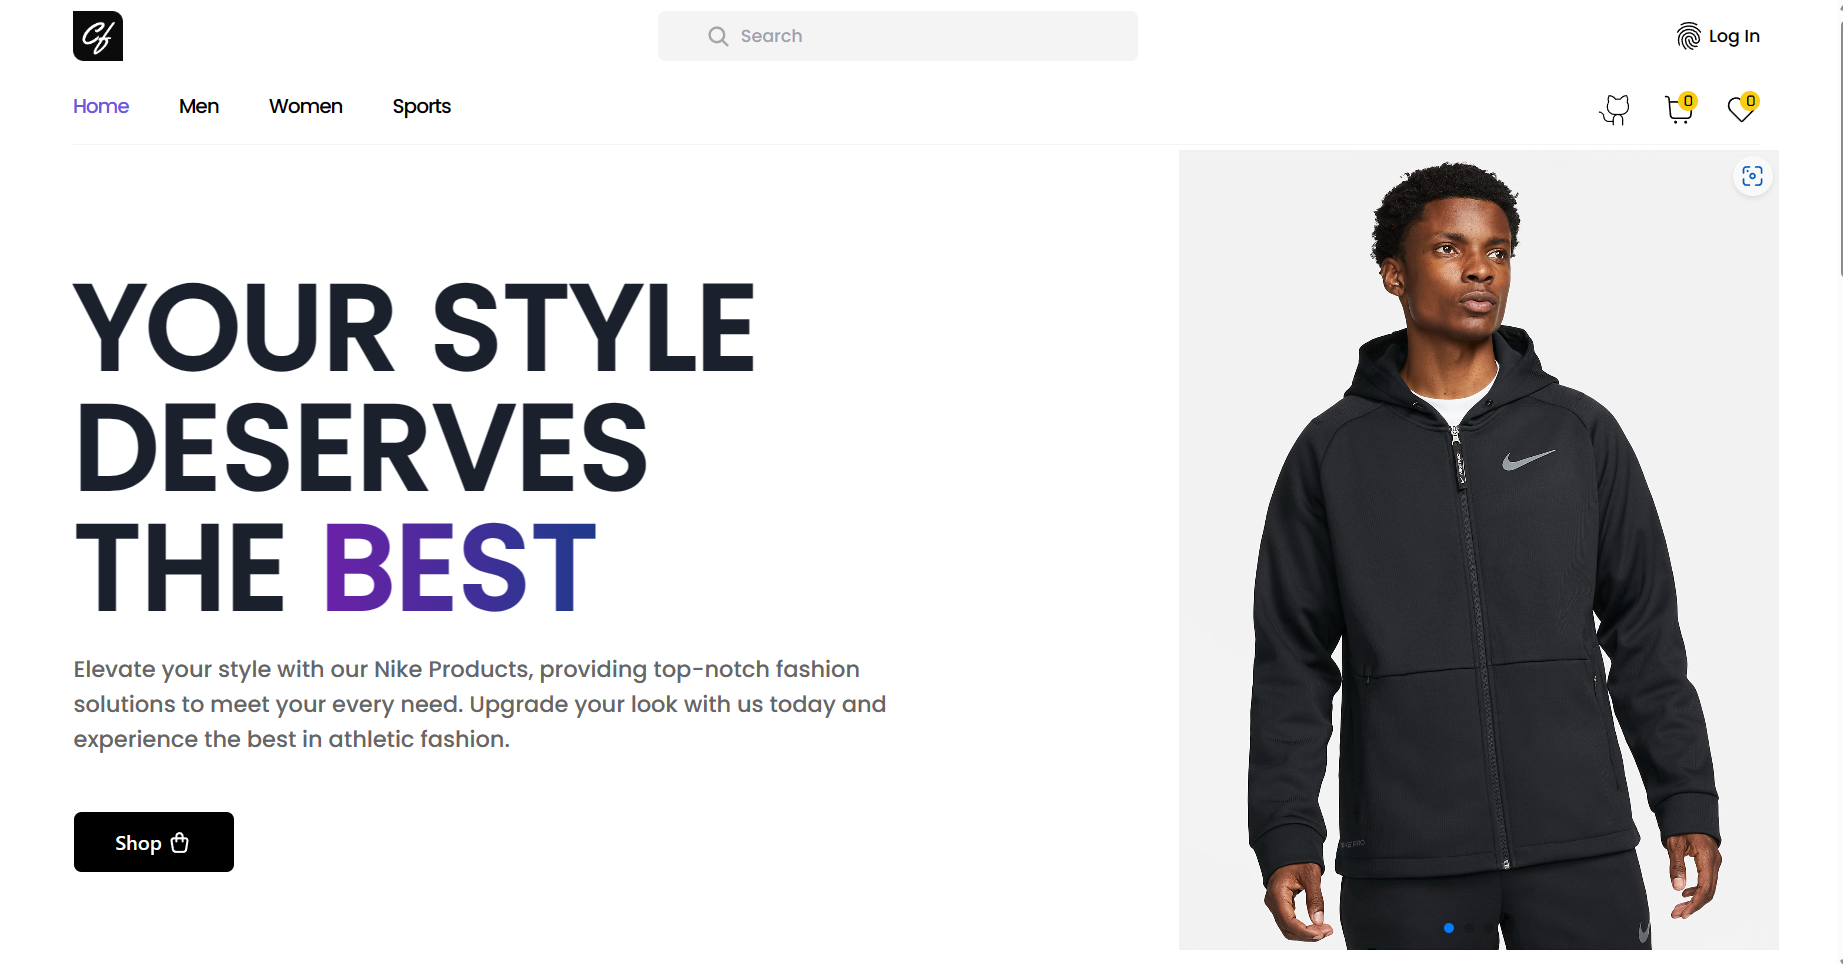 Cf
Search
Log In
Home
Men
Women
Sports
0
0
YOUR STYLE
DESERVES
THE BEST
Elevate your style with our Nike Products, providing top-notch fashion
solutions to meet your every need. Upgrade your look with us today and
experience the best in athletic fashion.
Shop